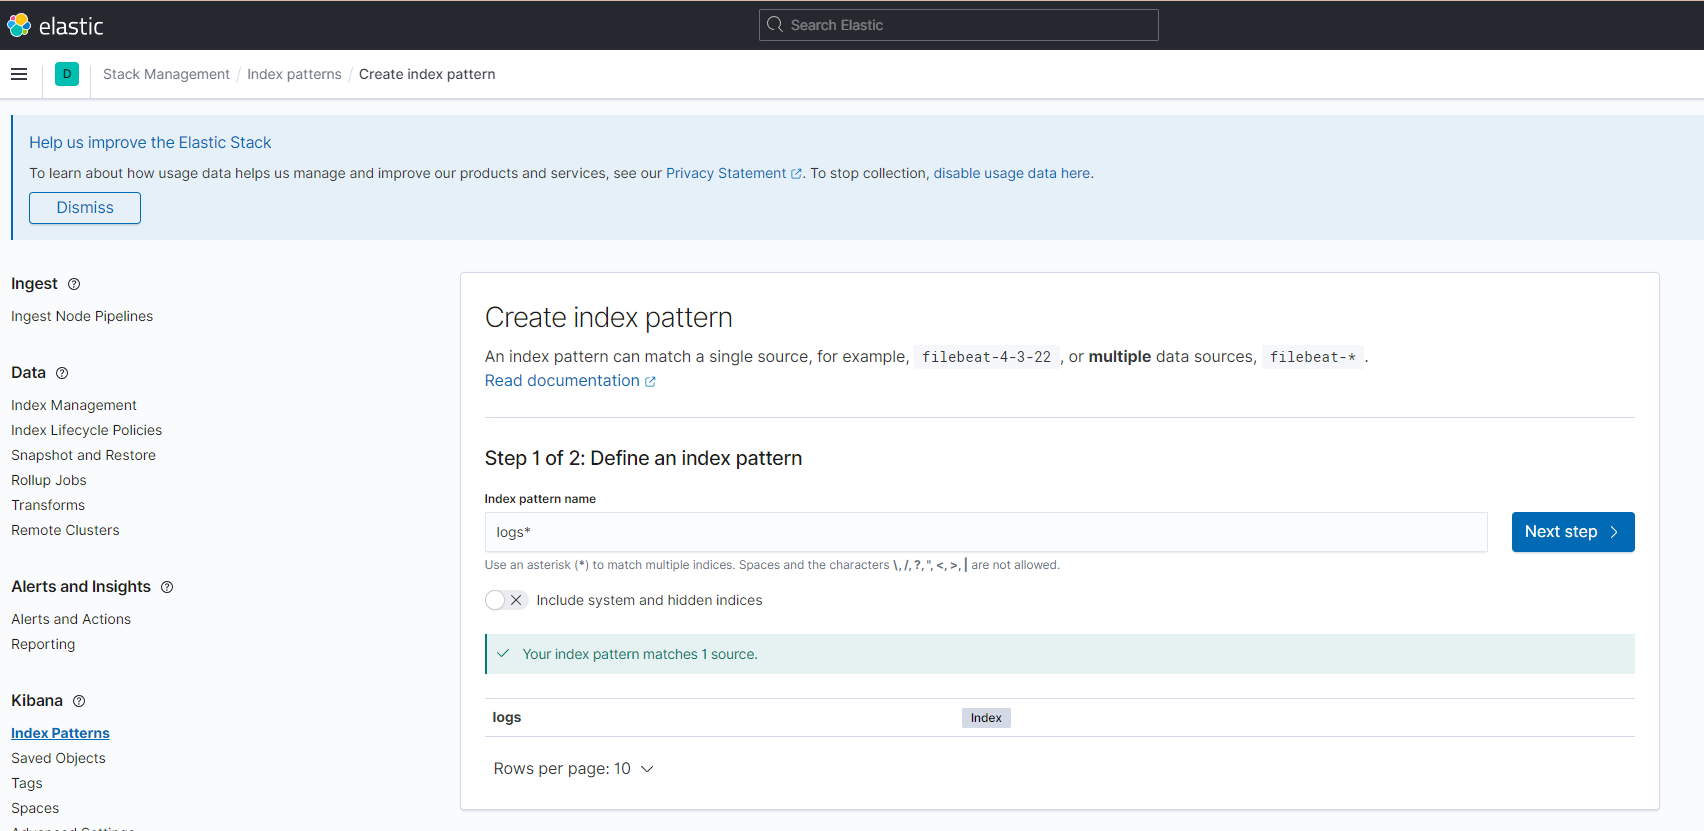 elastic
Search Elastic
D
Stack Management / Index patterns / Create index pattern
Help us improve the Elastic Stack
To learn about how usage data helps us manage and improve our products and services, see our Privacy Statement. To stop collection, disable usage data here.
Dismiss
Ingest
Ingest Node Pipelines
Data
Index Management
Index Lifecycle Policies
Snapshot and Restore
Rollup Jobs
Transforms
Remote Clusters
Alerts and Insights
Alerts and Actions
Reporting
Kibana
Index Patterns
Saved Objects
Tags
Spaces
Advanced Settings
Create index pattern
An index pattern can match a single source, for example, filebeat-4-3-22 , or multiple data sources, filebeat-* .
Read documentation
Step 1 of 2: Define an index pattern
Index pattern name
logs*
Next step
Use an asterisk (*) to match multiple indices. Spaces and the characters \, /, ?, ", <, >, | are not allowed.
Include system and hidden indices
Your index pattern matches 1 source.
logs Index
Rows per page: 10